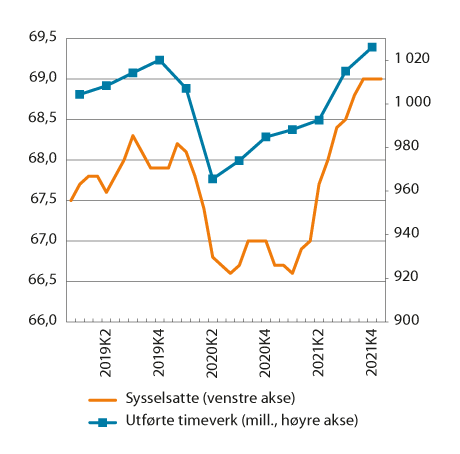 69,5
69,0
68,5
68,0
67,5
67,0
66,5
66,0
1 020
1 000
980
960
940
920
900
2019K2
2019K4
2020K2
2020K4
2021K2
2021K4
Sysselsatte (venstre akse)
Utførte timeverk (mill., høyre akse)